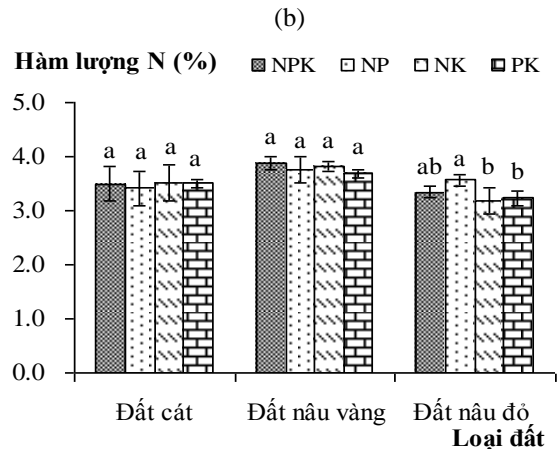 (b)
Hàm lượng N (%) NPK NP NK PK
5.0
4.0
3.0
2.0
1.0
0.0
a a a a
a a a a
ab a b b
Đất cát Đất nâu vàng Đất nâu đỏ
Loại đất